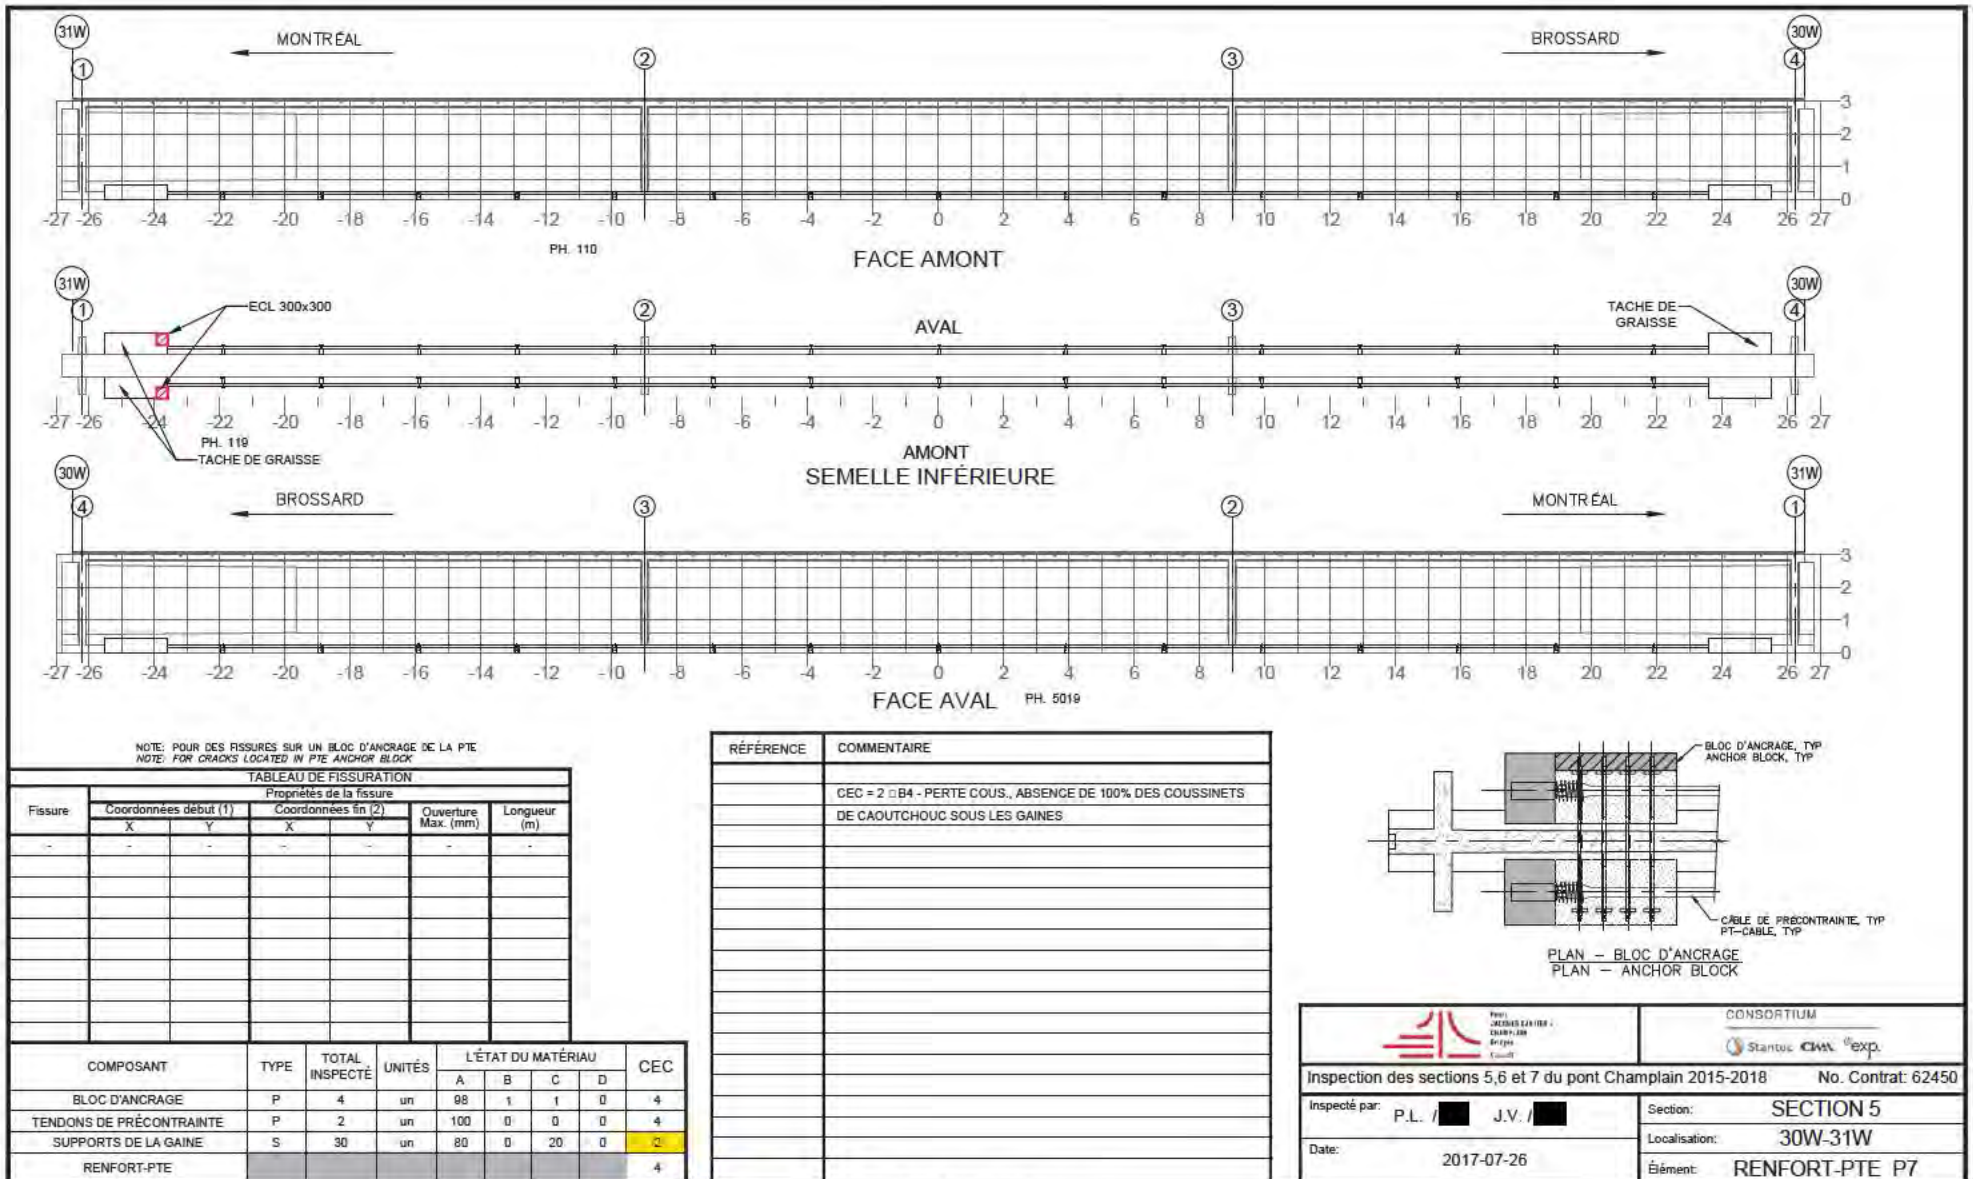 31W
MONTRÉAL
BROSSARD
30W
1
2
3
4
3
2
1
0
-27 -26 -24 -22 -20 -18 -16 -14 -12 -10 -8 -6 -4 -2 0 2 4 6 8 10 12 14 16 18 20 22 24 26 27
PH. 110
FACE AMONT
31W
30W
1
2
3
4
ECL 300x300
AVAL
TACHE DE
GRAISSE
-27 -26 -24 -22 -20 -18 -16 -14 -12 -10 -8 -6 -4 -2 0 2 4 6 8 10 12 14 16 18 20 22 24 26 27
PH. 119
TACHE DE GRAISSE
AMONT
SEMELLE INFÉRIEURE
30W
31W
BROSSARD
MONTRÉAL
4
3
2
1
3
2
1
0
-27 -26 -24 -22 -20 -18 -16 -14 -12 -10 -8 -6 -4 -2 0 2 4 6 8 10 12 14 16 18 20 22 24 26 27
FACE AVAL PH. 5019
NOTE: POUR DES FISSURES SUR UN BLOC D'ANCRAGE DE LA PTE
NOTE: FOR CRACKS LOCATED IN PTE ANCHOR BLOCK
TABLEAU DE FISSURATION
Propriétés de la fissure
Fissure
Coordonnées début (1)
Coordonnées fin (2)
Ouverture
Max. (mm)
Longueur
(m)
X Y X Y
- - - - - - -
COMPOSANT TYPE TOTAL INSPECTÉ UNITÉS L'ÉTAT DU MATÉRIAU CEC
A B C D
BLOC D'ANCRAGE P 4 un 98 1 1 0 4
TENDONS DE PRÉCONTRAINTE P 2 un 100 0 0 0 4
SUPPORTS DE LA GAINE S 30 un 80 0 20 0 2
RENFORT-PTE 4
RÉFÉRENCE COMMENTAIRE
CEC = 2 □ B4 - PERTE COUS., ABSENCE DE 100% DES COUSSINETS
DE CAOUTCHOUC SOUS LES GAINES
BLOC D'ANCRAGE, TYP
ANCHOR BLOCK, TYP
CÂBLE DE PRÉCONTRAINTE, TYP
PT-CABLE, TYP
PLAN - BLOC D'ANCRAGE
PLAN - ANCHOR BLOCK
CONSORTIUM
Stantec CIMA exp.
Inspection des sections 5,6 et 7 du pont Champlain 2015-2018 No. Contrat: 62450
Inspecté par: P.L. / J.V. /
Section: SECTION 5
Localisation: 30W-31W
Date: 2017-07-26
Élément: RENFORT-PTE P7